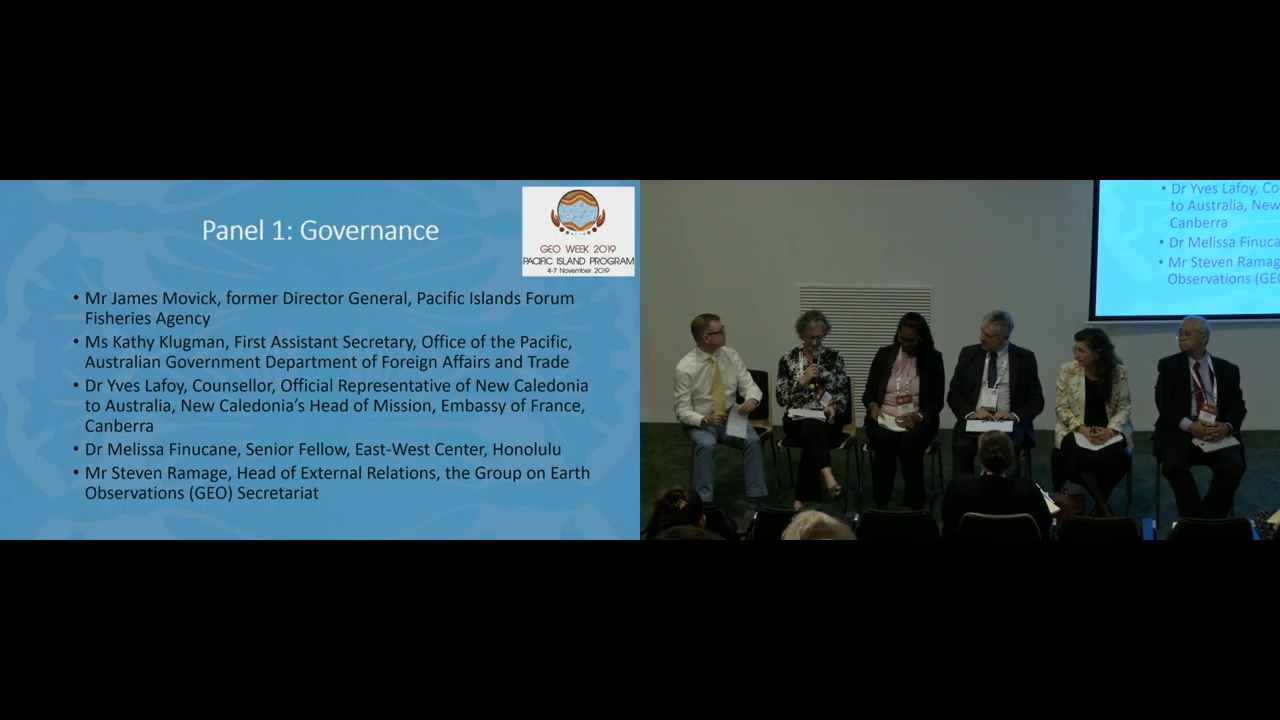 Panel 1: Governance
GEO WEEK 2019
PACIFIC ISLAND PROGRAM
4-7 November 2019
• Mr James Movick, former Director General, Pacific Islands Forum
Fisheries Agency
• Ms Kathy Klugman, First Assistant Secretary, Office of the Pacific,
Australian Government Department of Foreign Affairs and Trade
• Dr Yves Lafoy, Counsellor, Official Representative of New Caledonia
to Australia, New Caledonia's Head of Mission, Embassy of France,
Canberra
• Dr Melissa Finucane, Senior Fellow, East-West Center, Honolulu
• Mr Steven Ramage, Head of External Relations, the Group on Earth
Observations (GEO) Secretariat
• Dr Yves Lafoy, Co
to Australia, New
Canberra
• Dr Melissa Finuca
• Mr Steven Ramag
Observations (GEO